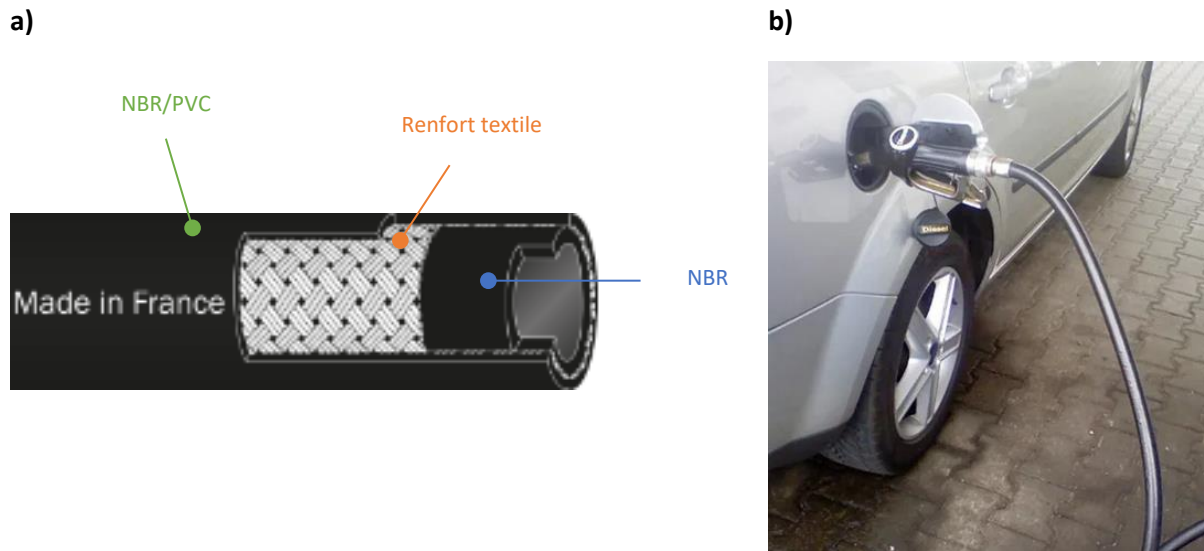 a)
b)
NBR/PVC
Renfort textile
NBR
Made in France
Diesel